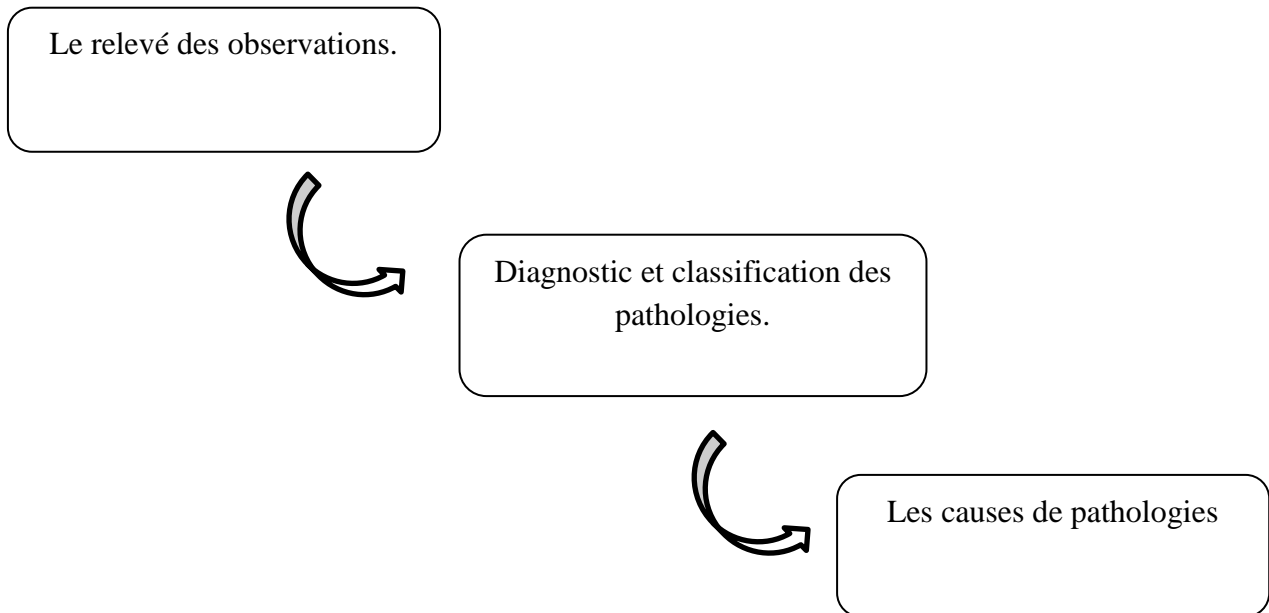 Le relevé des observations.
Diagnostic et classification des
pathologies.
Les causes de pathologies